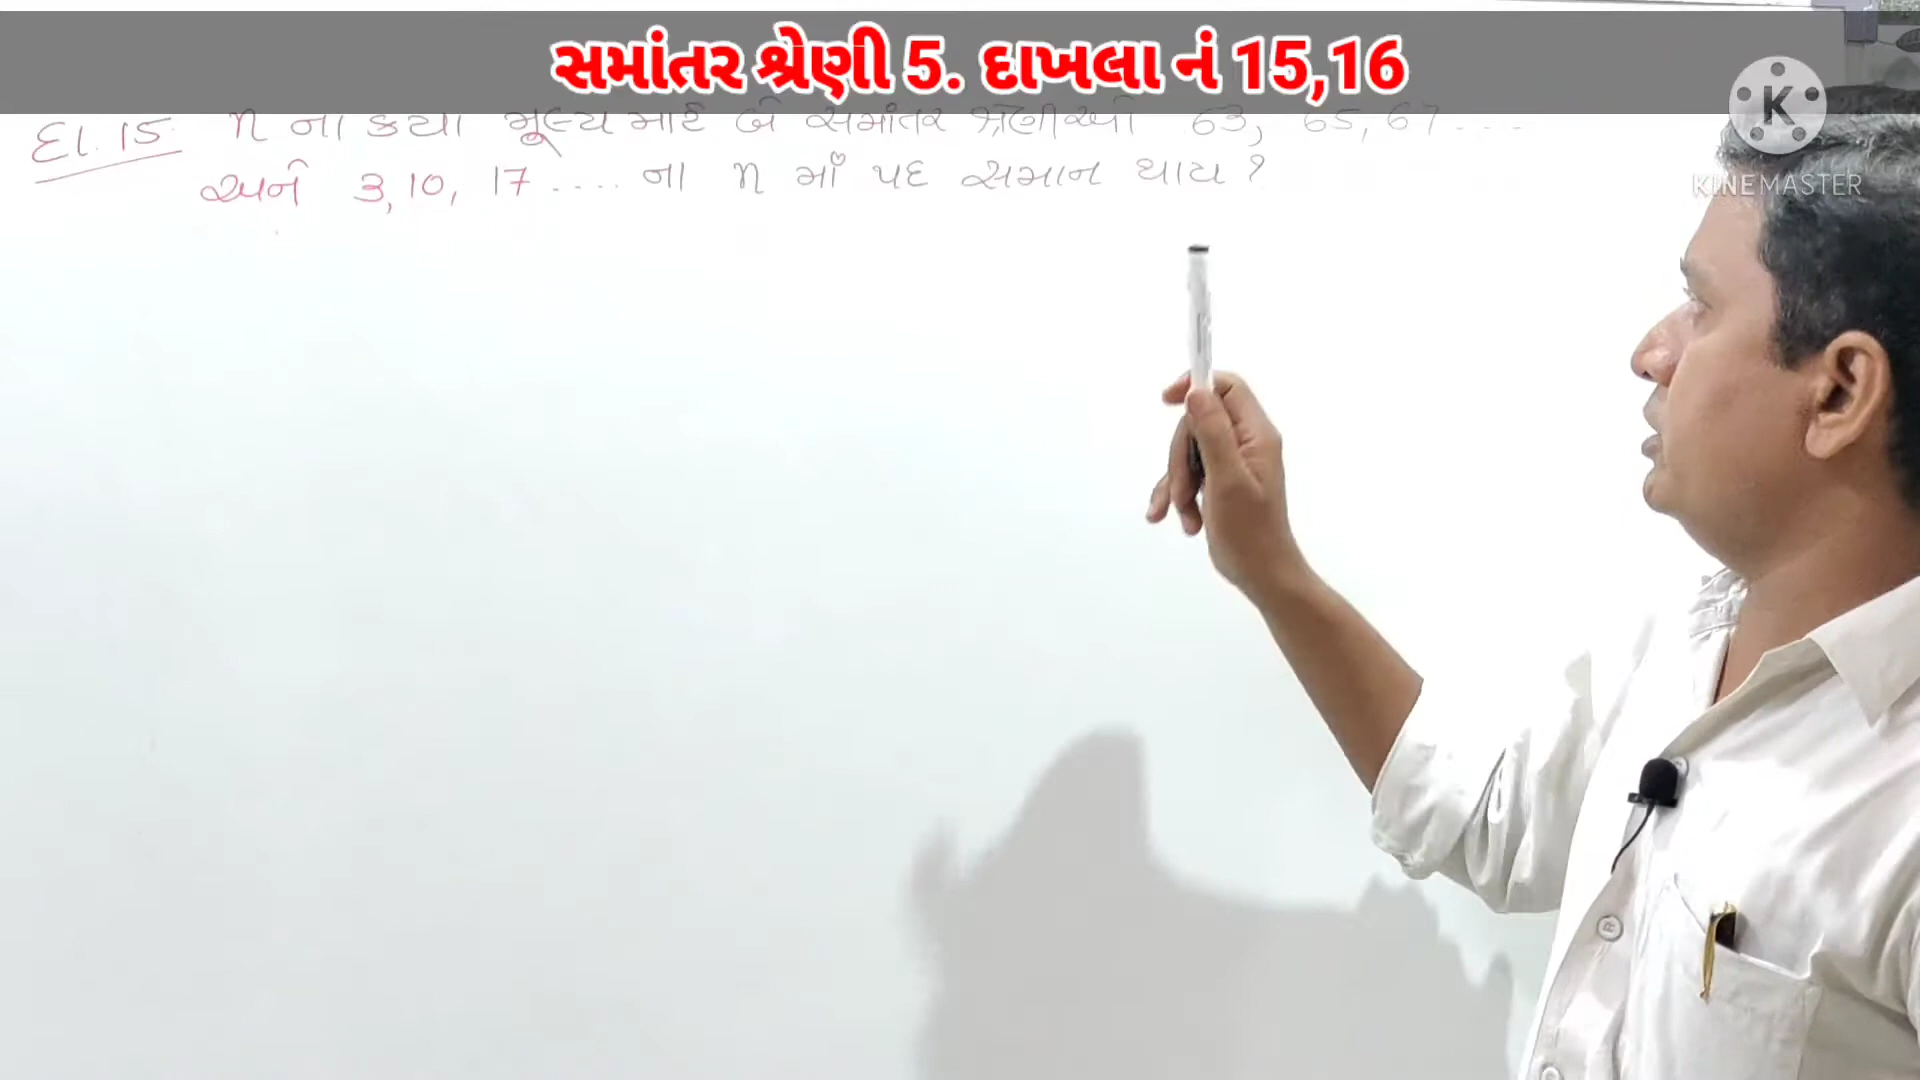 સમાંતર શ્રેણી 5. દાખલા નં 15,16
દા. 15 n ના કયા મૂલ્ય માટે બે સમાંતર શ્રેણીઓ 63, 65, 67....
અને 3, 10, 17 .... ના n માં પદ સમાન થાય ?
K
KINEMASTER